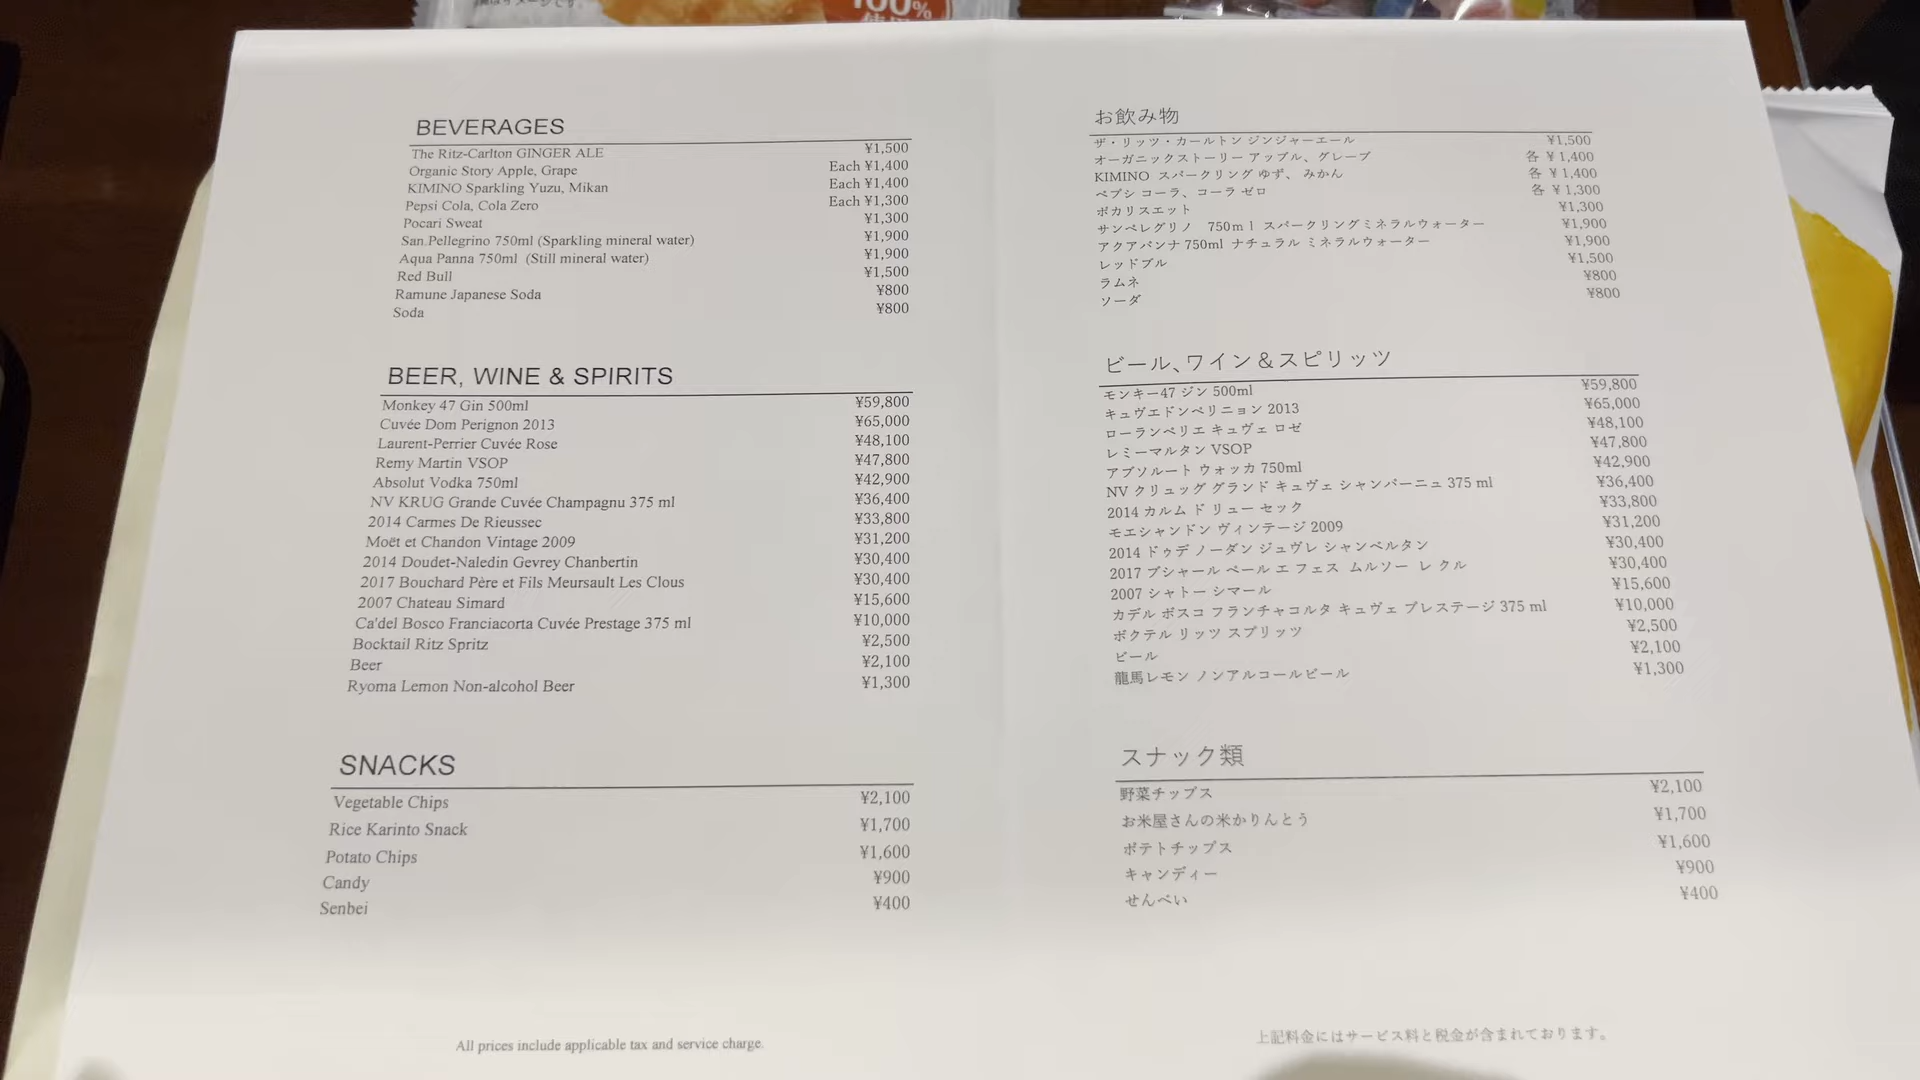 100%
BEVERAGES
The Ritz-Carlton GINGER ALE ¥1,500
Organic Story Apple, Grape Each ¥1,400
KIMINO Sparkling Yuzu, Mikan Each ¥1,400
Pepsi Cola, Cola Zero Each ¥1,300
Pocari Sweat ¥1,300
San Pellegrino 750ml (Sparkling mineral water) ¥1,900
Aqua Panna 750ml (Still mineral water) ¥1,900
Red Bull ¥1,500
Ramune Japanese Soda ¥800
Soda ¥800
BEER, WINE & SPIRITS
Monkey 47 Gin 500ml ¥59,800
Cuvée Dom Perignon 2013 ¥65,000
Laurent-Perrier Cuvée Rose ¥48,100
Remy Martin VSOP ¥47,800
Absolut Vodka 750ml ¥42,900
NV KRUG Grande Cuvée Champagnu 375 ml ¥36,400
2014 Carmes De Rieussec ¥33,800
Moët et Chandon Vintage 2009 ¥31,200
2014 Doudet-Naledin Gevrey Chanbertin ¥30,400
2017 Bouchard Père et Fils Meursault Les Clous ¥30,400
2007 Chateau Simard ¥15,600
Ca'del Bosco Franciacorta Cuvée Prestage 375 ml ¥10,000
Bocktail Ritz Spritz ¥2,500
Beer ¥2,100
Ryoma Lemon Non-alcohol Beer ¥1,300
SNACKS
Vegetable Chips ¥2,100
Rice Karinto Snack ¥1,700
Potato Chips ¥1,600
Candy ¥900
Senbei ¥400
All prices include applicable tax and service charge.
お飲み物
ザ・リッツ・カールトン ジンジャーエール ¥1,500
オーガニックストーリー アップル、グレープ 各 ¥1,400
KIMINO スパークリング ゆず、 みかん 各 ¥1,400
ペプシ コーラ、コーラ ゼロ 各 ¥1,300
ポカリスエット ¥1,300
サンペレグリノ 750ml スパークリングミネラルウォーター ¥1,900
アクアパンナ 750ml ナチュラル ミネラルウォーター ¥1,900
レッドブル ¥1,500
ラムネ ¥800
ソーダ ¥800
ビール、ワイン&スピリッツ
モンキー47 ジン 500ml ¥59,800
キュヴエドンペリニョン 2013 ¥65,000
ローランペリエ キュヴェ ロゼ ¥48,100
レミーマルタン VSOP ¥47,800
アブソルート ウォッカ 750ml ¥42,900
NV クリュッグ グランド キュヴェ シャンパーニュ 375 ml ¥36,400
2014 カルム ド リュー セック ¥33,800
モエシャンドン ヴィンテージ 2009 ¥31,200
2014 ドゥデ ノーダン ジュヴレ シャンベルタン ¥30,400
2017 ブシャール ペール エ フェス ムルソー レ クル ¥30,400
2007 シャトー シマール ¥15,600
カデル ボスコ フランチャコルタ キュヴェ プレステージ 375 ml ¥10,000
ボクテル リッツ スプリッツ ¥2,500
ビール ¥2,100
龍馬レモン ノンアルコールビール ¥1,300
スナック類
野菜チップス ¥2,100
お米屋さんの米かりんとう ¥1,700
ポテトチップス ¥1,600
キャンディー ¥900
せんべい ¥400
上記料金にはサービス料と税金が含まれております。